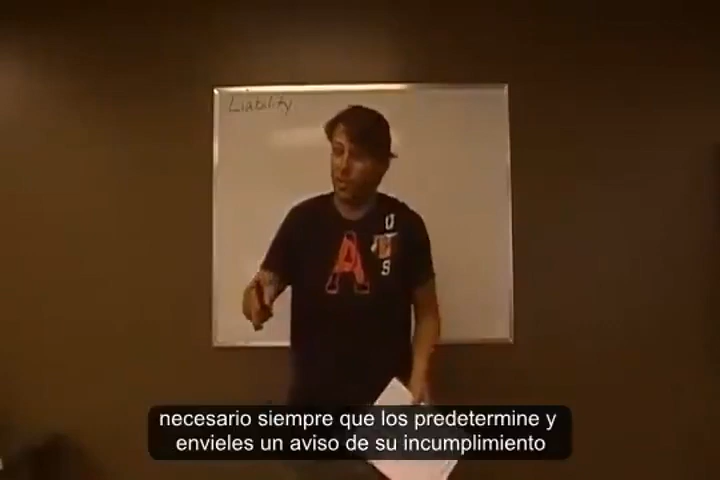 Liability
U
A
S
necesario siempre que los predetermine y
envieles un aviso de su incumplimiento